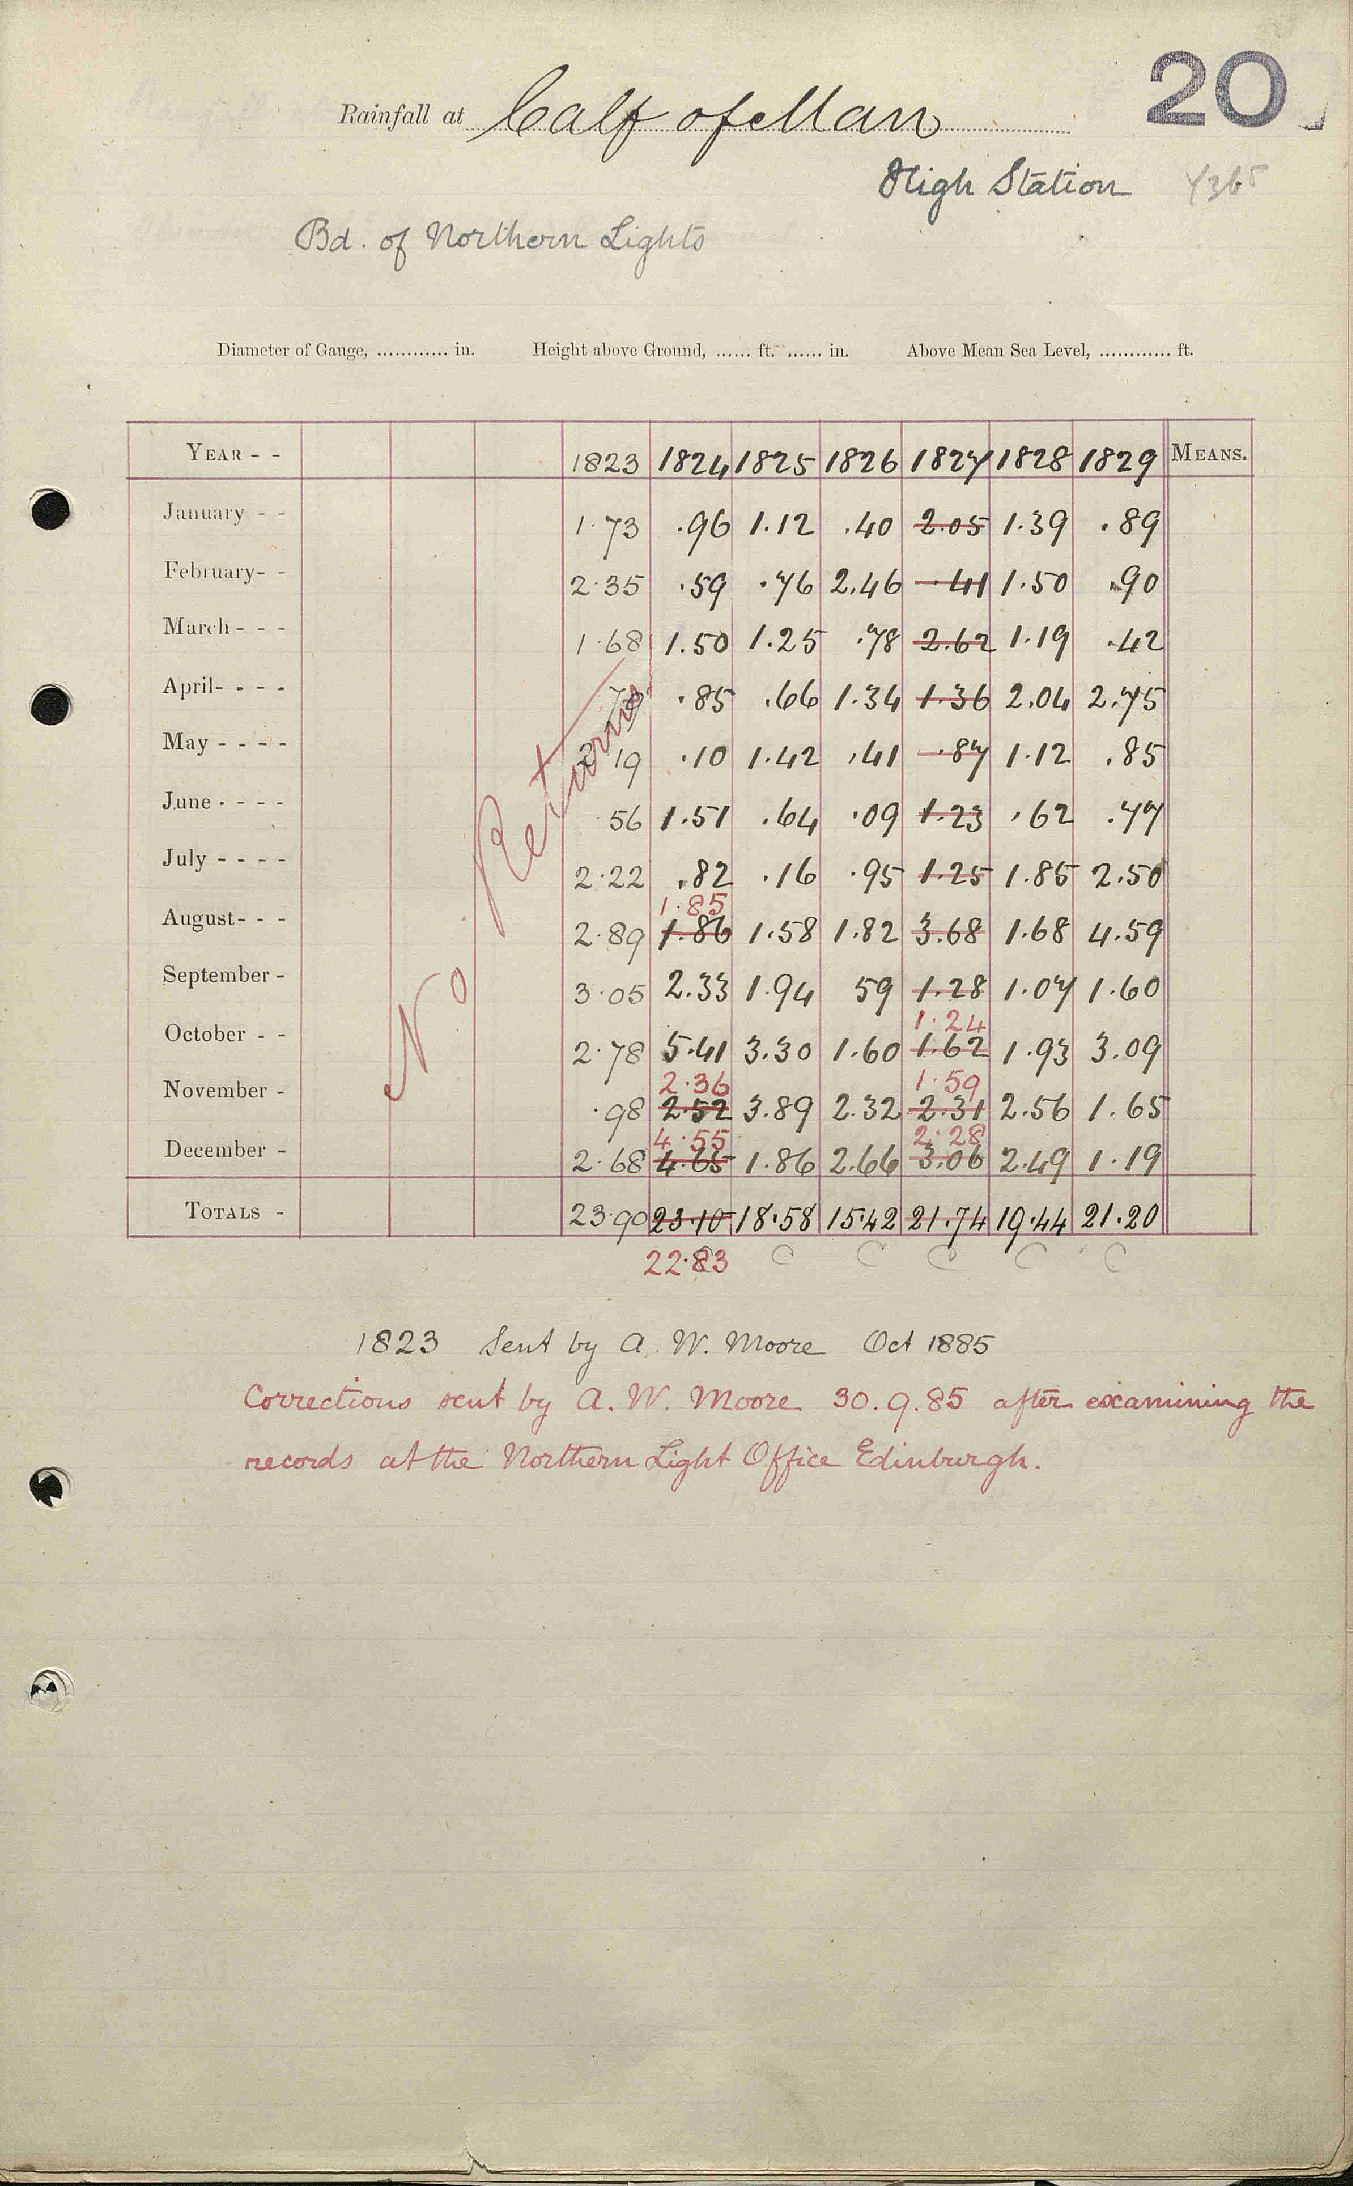 20
Rainfall at Calf of Man
High Station
Bd. of Northern Lights
Diameter of Gauge, ............ in. Height above Ground, ...... ft. ...... in. Above Mean Sea Level, ............ ft.
YEAR - - 1823 1824 1825 1826 1827 1828 1829 MEANS.
January - - 1.73 .96 1.12 .40 2.05 1.39 .89
February- - 2.35 .59 .76 2.46 .41 1.50 .90
March - - - 1.68 1.50 1.25 .78 2.62 1.19 .42
April- - - - .85 .66 1.34 1.36 2.04 2.75
May - - - - 19 .10 1.42 .41 .87 1.12 .85
June - - - - .56 1.51 .64 .09 1.23 .62 .77
July - - - - 2.22 .82 .16 .95 1.25 1.85 2.50
1.85
August- - - 2.89 1.86 1.58 1.82 3.68 1.68 4.59
September - 3.05 2.33 1.94 59 1.28 1.07 1.60
1.24
October - - 2.78 5.41 3.30 1.60 1.62 1.93 3.09
2.36 1.59
November - .98 2.52 3.89 2.32 2.31 2.56 1.65
4.55 2.28
December - 2.68 4.65 1.86 2.66 3.06 2.49 1.19
TOTALS - 23.90 23.10 18.58 15.42 21.74 19.44 21.20
22.83
No Returns
1823 Sent by A. W. Moore Oct 1885
Corrections sent by A. W. Moore 30.9.85 after examining the
records at the Northern Light Office Edinburgh.